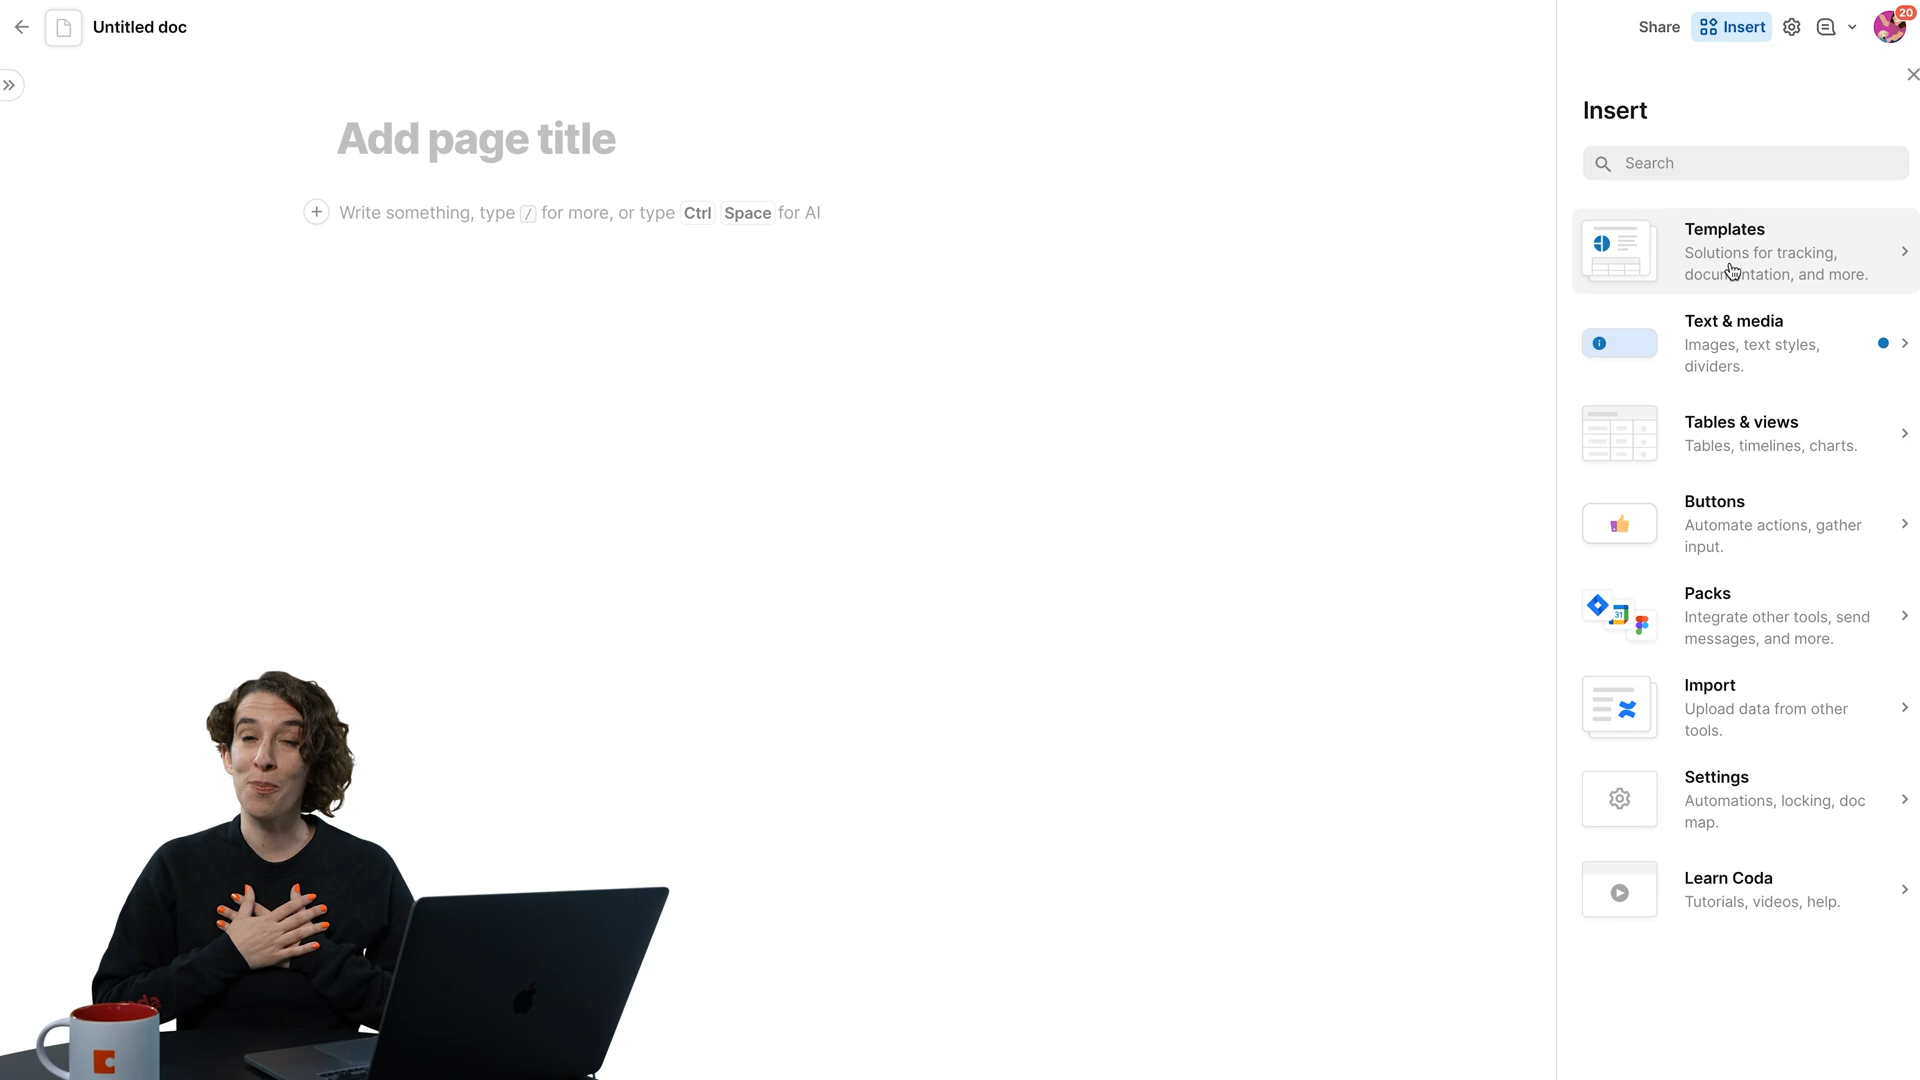 Untitled doc
Share
Insert
20
Add page title
Write something, type / for more, or type Ctrl Space for AI
Insert
Search
Templates
Solutions for tracking,
documentation, and more.
Text & media
Images, text styles,
dividers.
Tables & views
Tables, timelines, charts.
Buttons
Automate actions, gather
input.
Packs
Integrate other tools, send
messages, and more.
31
Import
Upload data from other
tools.
Settings
Automations, locking, doc
map.
Learn Coda
Tutorials, videos, help.